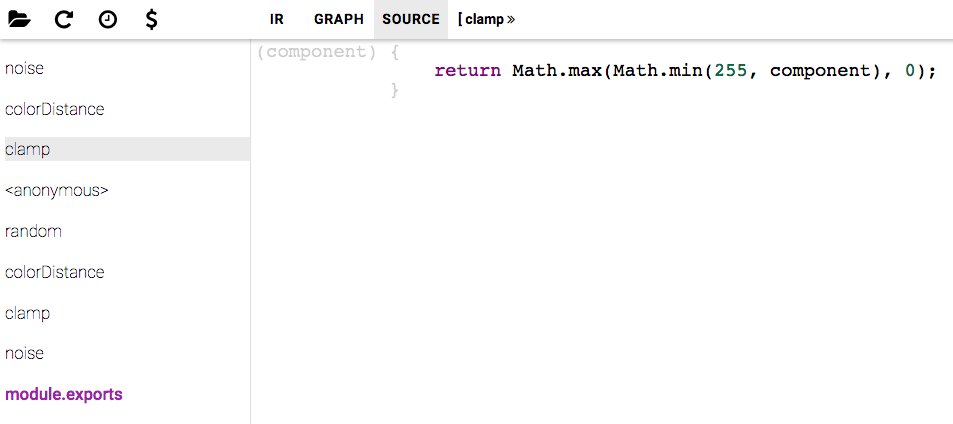 $ IR GRAPH SOURCE [ clamp »
noise
colorDistance
clamp
<anonymous>
random
colorDistance
clamp
noise
module.exports
(component) {
return Math.max(Math.min(255, component), 0);
}